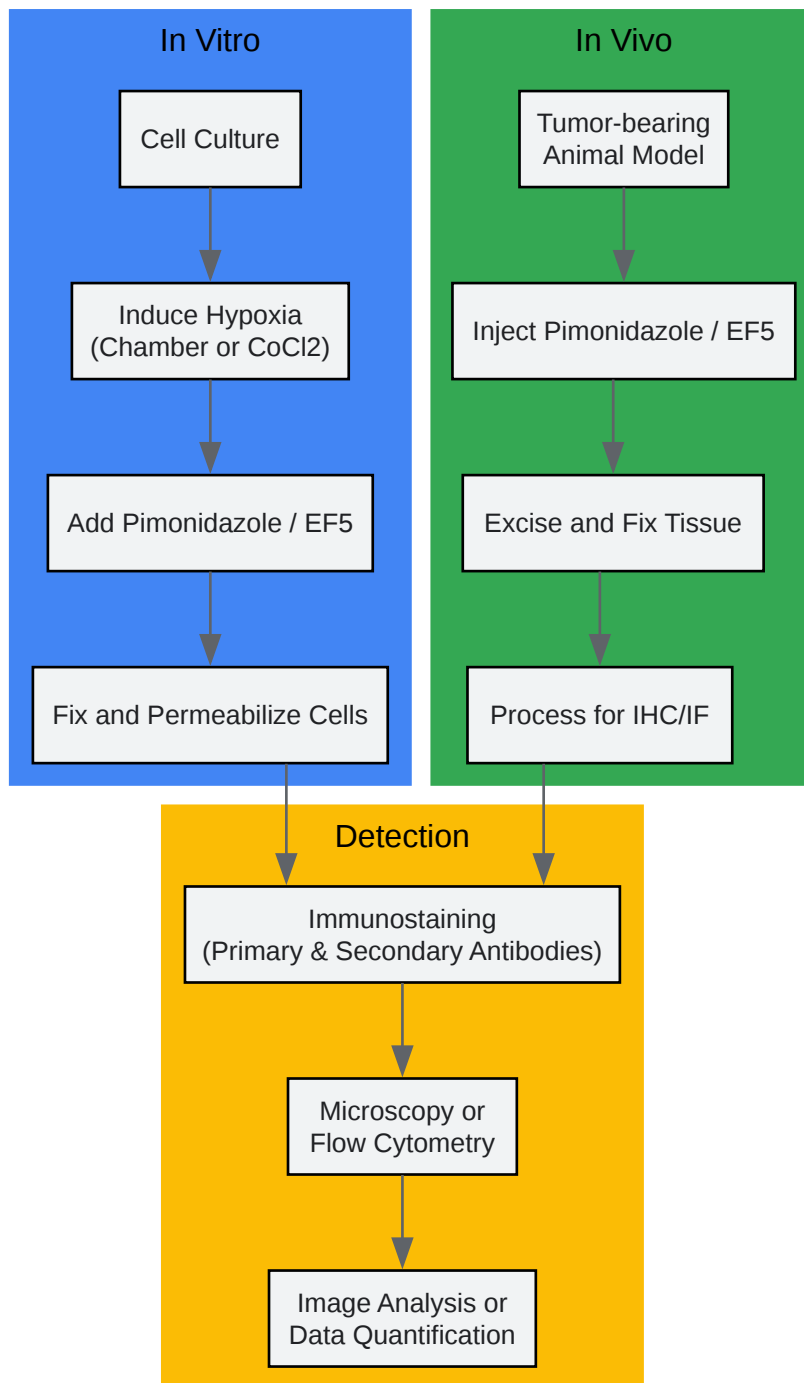 In Vitro
Cell Culture
Induce Hypoxia
(Chamber or CoCl2)
Add Pimonidazole / EF5
Fix and Permeabilize Cells
In Vivo
Tumor-bearing
Animal Model
Inject Pimonidazole / EF5
Excise and Fix Tissue
Process for IHC/IF
Detection
Immunostaining
(Primary & Secondary Antibodies)
Microscopy or
Flow Cytometry
Image Analysis or
Data Quantification